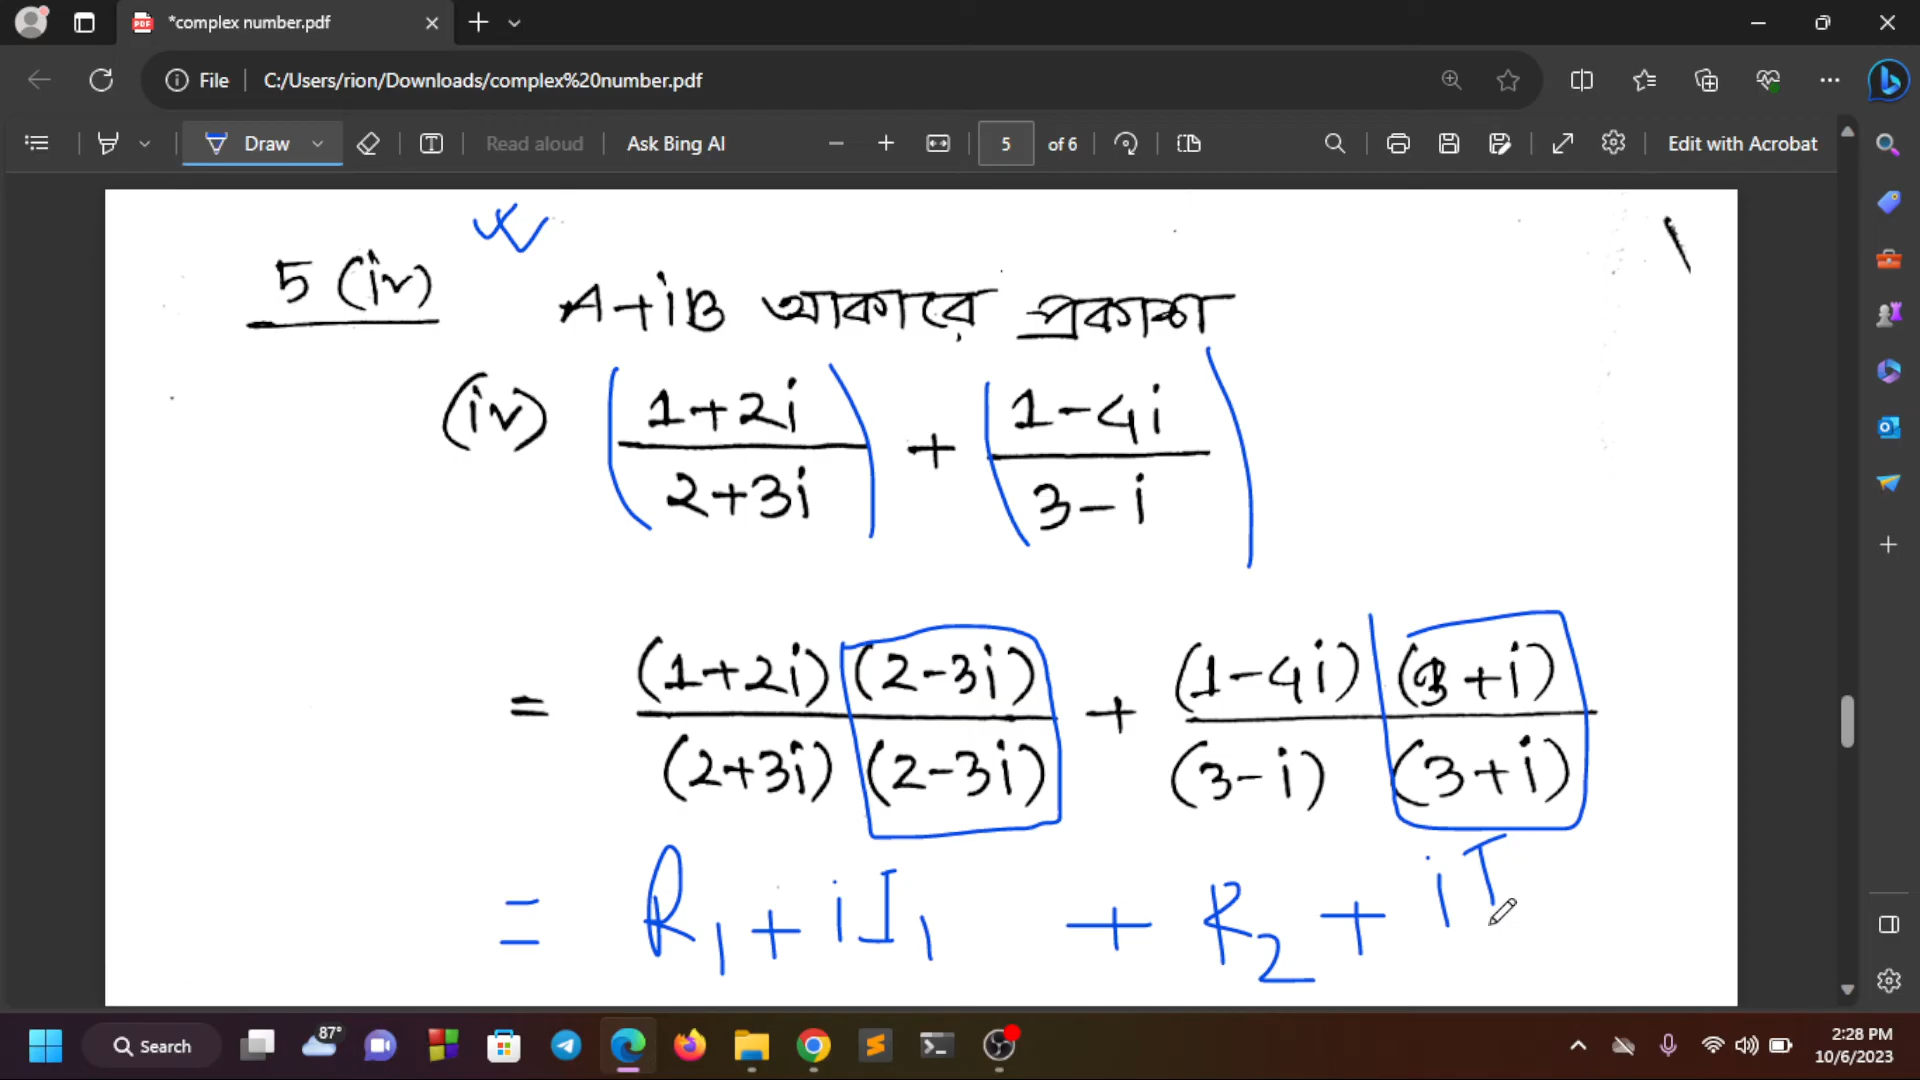 *complex number.pdf
File C:/Users/rion/Downloads/complex%20number.pdf
Draw Read aloud Ask Bing AI 5 of 6 Edit with Acrobat
5 (iv) A+iB আকারে প্রকাশ
(iv) 1+2i / 2+3i + 1-4i / 3-i
= (1+2i) (2-3i) / (2+3i) (2-3i) + (1-4i) (3+i) / (3-i) (3+i)
= R₁ + i I₁ + R₂ + i I
87°
Search
2:28 PM
10/6/2023